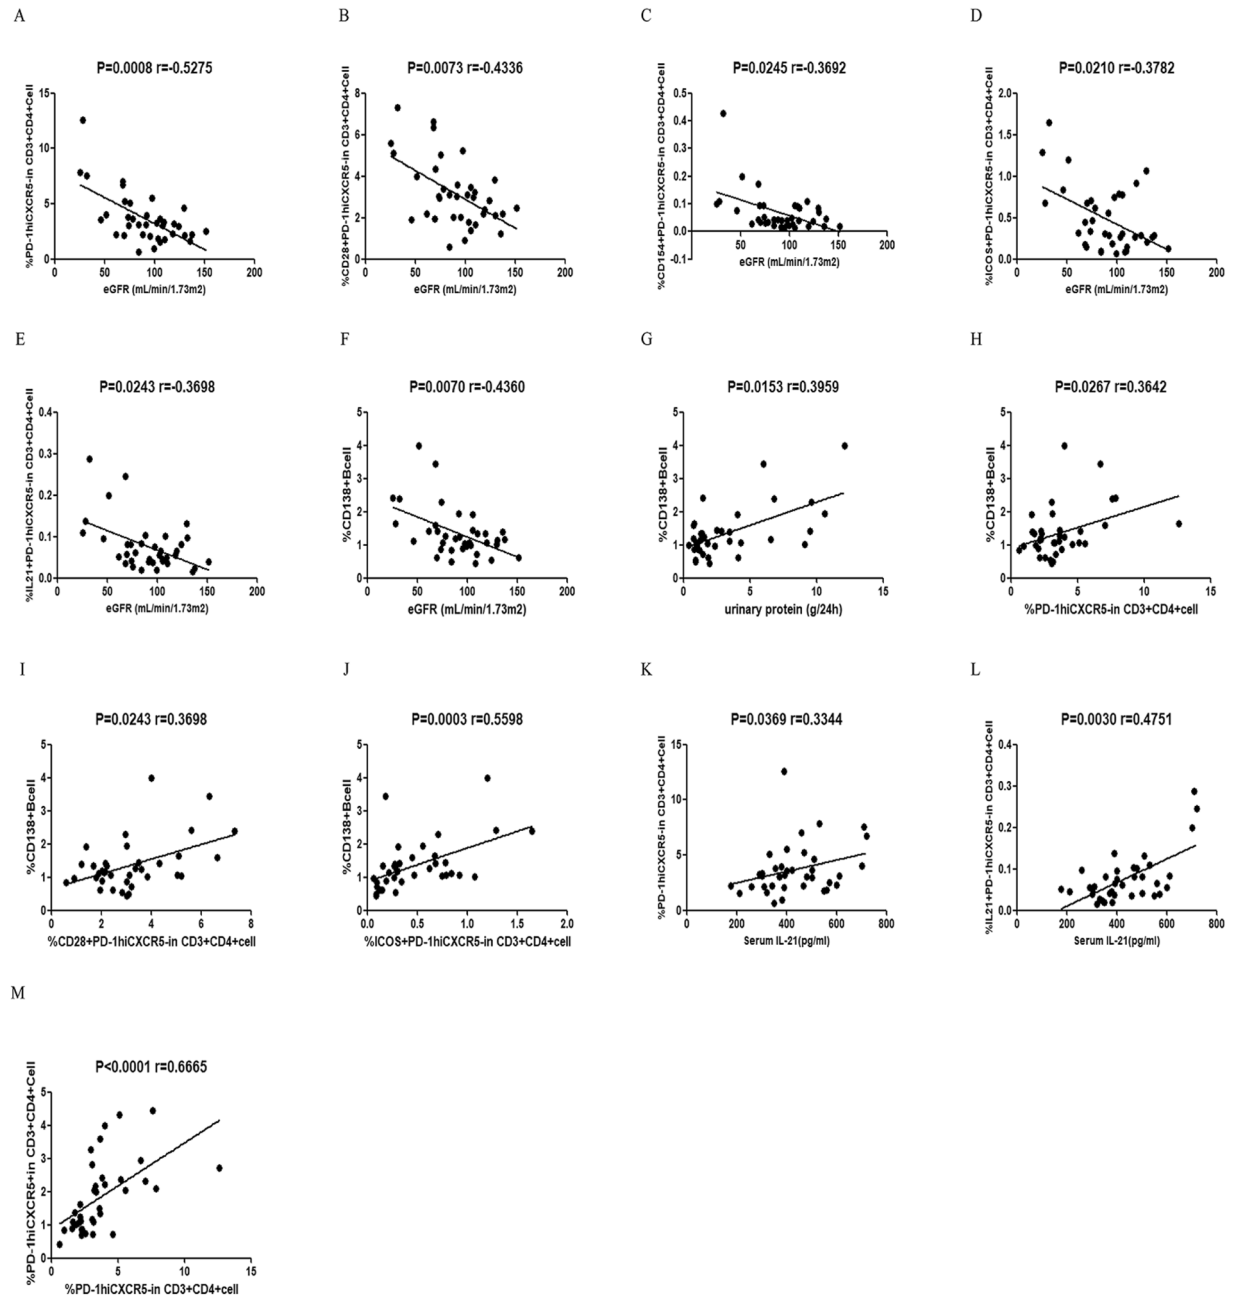 A
B
C
D
P=0.0008 r=-0.5275
P=0.0073 r=-0.4336
P=0.0245 r=-0.3692
P=0.0210 r=-0.3782
%PD-1hiCXCR5-in CD3+CD4+Cell
15
10
5
0
0 50 100 150 200
eGFR (mL/min/1.73m2)
%CD28+PD-1hiCXCR5-in CD3+CD4+Cell
8
6
4
2
0
0 50 100 150 200
eGFR (mL/min/1.73m2)
%CD154+PD-1hiCXCR5-in CD3+CD4+Cell
0.5
0.4
0.3
0.2
0.1
0.0
-0.1
50 100 150 200
eGFR (mL/min/1.73m2)
%ICOS+PD-1hiCXCR5-in CD3+CD4+Cell
2.0
1.5
1.0
0.5
0.0
0 50 100 150 200
eGFR (mL/min/1.73m2)
E
F
G
H
P=0.0243 r=-0.3698
P=0.0070 r=-0.4360
P=0.0153 r=0.3959
P=0.0267 r=0.3642
%IL21+PD-1hiCXCR5-in CD3+CD4+Cell
0.4
0.3
0.2
0.1
0.0
0 50 100 150 200
eGFR (mL/min/1.73m2)
%CD138+Bcell
5
4
3
2
1
0
0 50 100 150 200
eGFR (mL/min/1.73m2)
%CD138+Bcell
5
4
3
2
1
0
0 5 10 15
urinary protein (g/24h)
%CD138+Bcell
5
4
3
2
1
0
0 5 10 15
%PD-1hiCXCR5-in CD3+CD4+cell
I
J
K
L
P=0.0243 r=0.3698
P=0.0003 r=0.5598
P=0.0369 r=0.3344
P=0.0030 r=0.4751
%CD138+Bcell
5
4
3
2
1
0
0 2 4 6 8
%CD28+PD-1hiCXCR5-in CD3+CD4+cell
%CD138+Bcell
5
4
3
2
1
0
0.0 0.5 1.0 1.5 2.0
%ICOS+PD-1hiCXCR5-in CD3+CD4+cell
%PD-1hiCXCR5-in CD3+CD4+Cell
15
10
5
0
0 200 400 600 800
Serum IL-21(pg/ml)
%IL21+PD-1hiCXCR5-in CD3+CD4+Cell
0.4
0.3
0.2
0.1
0.0
0 200 400 600 800
Serum IL-21(pg/ml)
M
P<0.0001 r=0.6665
%PD-1hiCXCR5+in CD3+CD4+Cell
5
4
3
2
1
0
0 5 10 15
%PD-1hiCXCR5-in CD3+CD4+cell